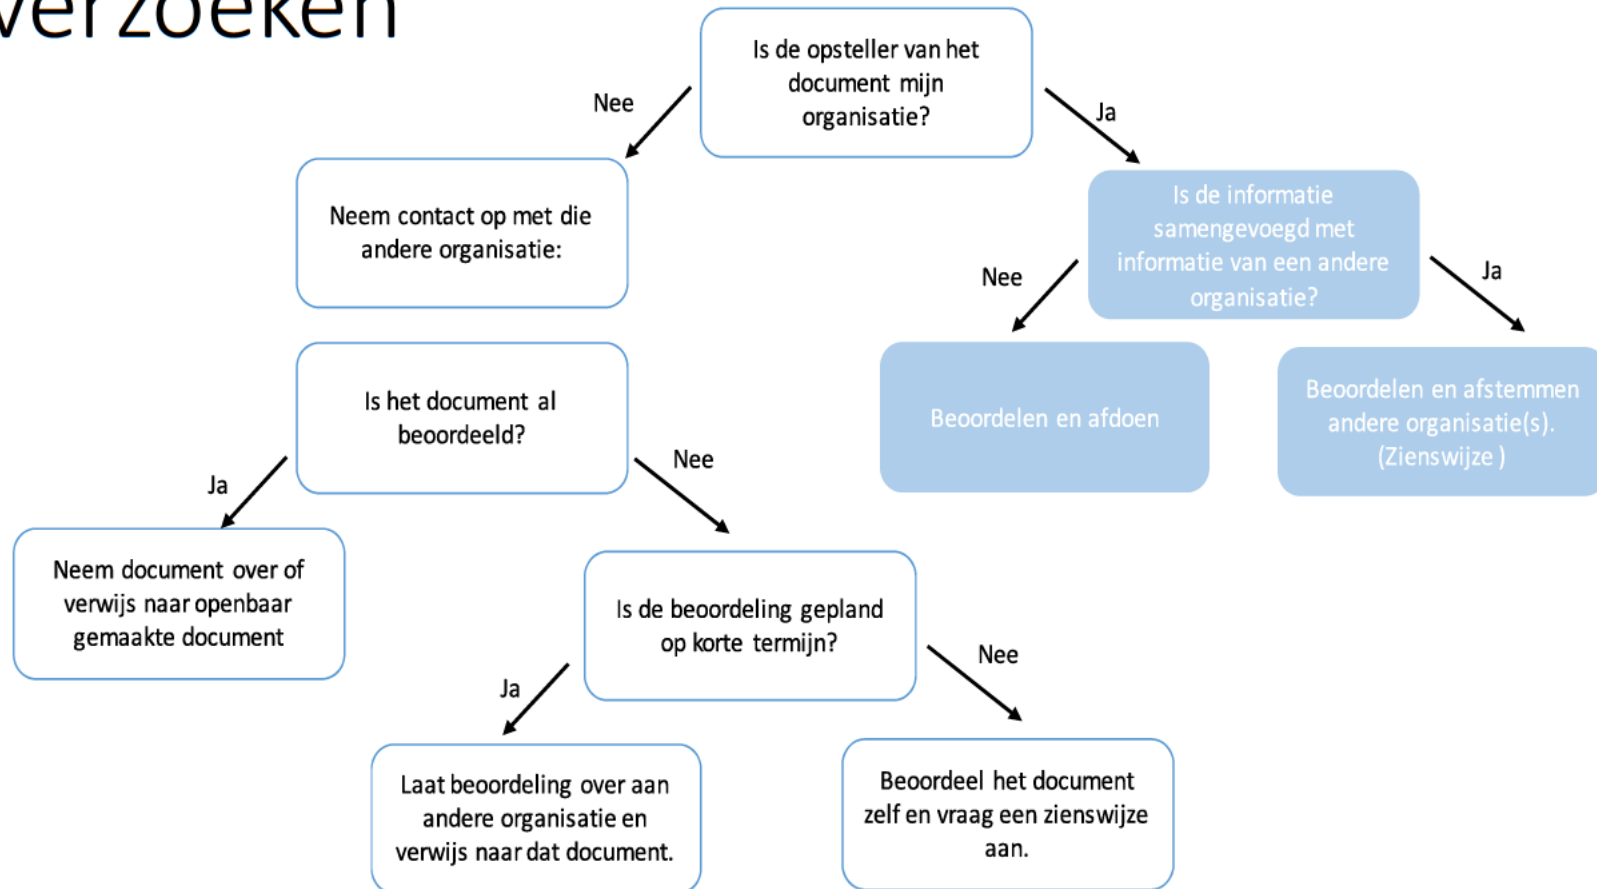 verzoeken
Is de opsteller van het
document mijn
organisatie?
Nee
Ja
Neem contact op met die
andere organisatie:
Is de informatie
samengevoegd met
informatie van een andere
organisatie?
Nee
Ja
Is het document al
beoordeeld?
Beoordelen en afdoen
Beoordelen en afstemmen
andere organisatie(s).
(Zienswijze )
Ja
Nee
Neem document over of
verwijs naar openbaar
gemaakte document
Is de beoordeling gepland
op korte termijn?
Ja
Nee
Laat beoordeling over aan
andere organisatie en
verwijs naar dat document.
Beoordeel het document
zelf en vraag een zienswijze
aan.